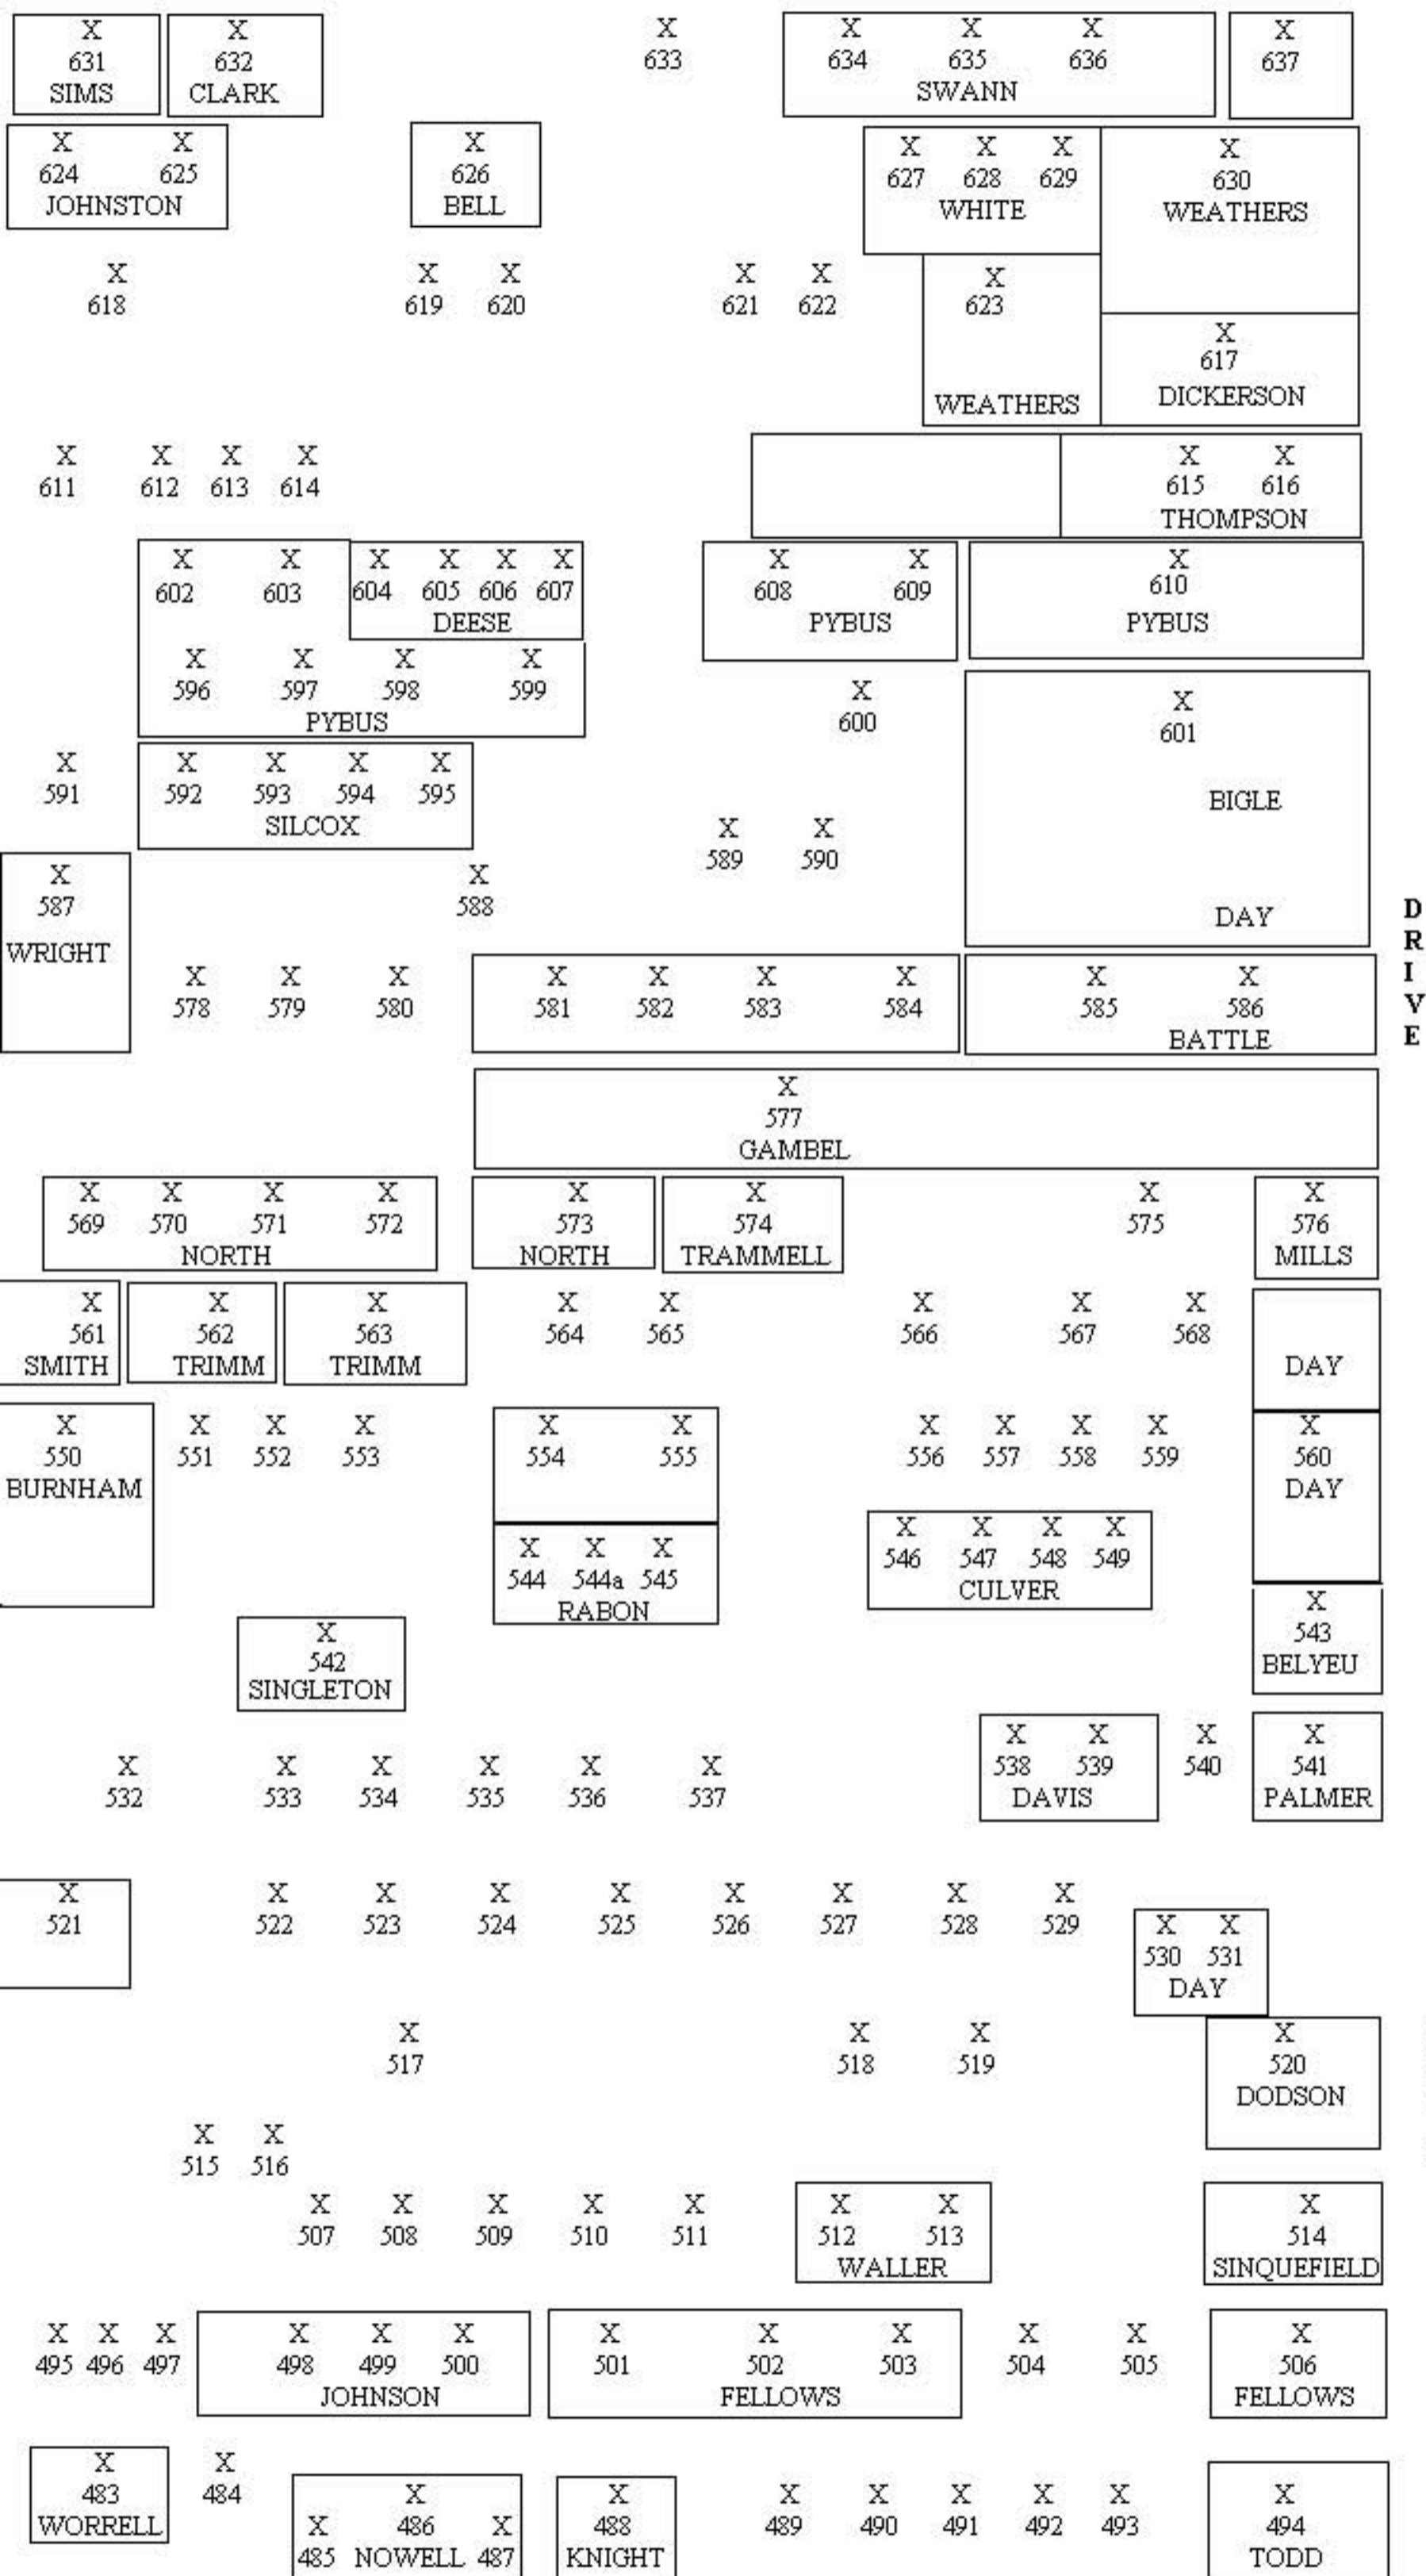 X X X X X X X
631 632 633 634 635 636 637
SIMS CLARK SWANN
X X X X X X X
624 625 626 627 628 629 630
JOHNSTON BELL WHITE WEATHERS
X X X X X X
618 619 620 621 622 623
X
617
WEATHERS DICKERSON
X X X X X X
611 612 613 614 615 616
THOMPSON
X X X X X X X X X
602 603 604 605 606 607 608 609 610
DEESE PYBUS PYBUS
X X X X
596 597 598 599
PYBUS
X X
600 601
X X X X X
591 592 593 594 595
SILCOX BIGLE
X X
589 590
X X
587 588
WRIGHT DAY
D
R
I
V
E
X X X X X X X X X
578 579 580 581 582 583 584 585 586
BATTLE
X
577
GAMBEL
X X X X X X X X
569 570 571 572 573 574 575 576
NORTH NORTH TRAMMELL MILLS
X X X X X X X X
561 562 563 564 565 566 567 568
SMITH TRIMM TRIMM DAY
X X X X X X X X X X X
550 551 552 553 554 555 556 557 558 559 560
BURNHAM DAY
X X X X
546 547 548 549
CULVER
X X X
544 544a 545
RABON
X
543
BELYEU
X
542
SINGLETON
X X X X
538 539 540 541
DAVIS PALMER
X X X X X X
532 533 534 535 536 537
X X X X X X X X X
521 522 523 524 525 526 527 528 529
X X
530 531
DAY
X X X X
517 518 519 520
DODSON
X X
515 516
X X X X X X X X
507 508 509 510 511 512 513 514
WALLER SINQUEFIELD
X X X X X X X X X X X X
495 496 497 498 499 500 501 502 503 504 505 506
JOHNSON FELLOWS FELLOWS
X X
483 484
WORRELL
X X X X X X X X
486 488 489 490 491 492 493 494
X X
485 NOWELL 487 KNIGHT TODD